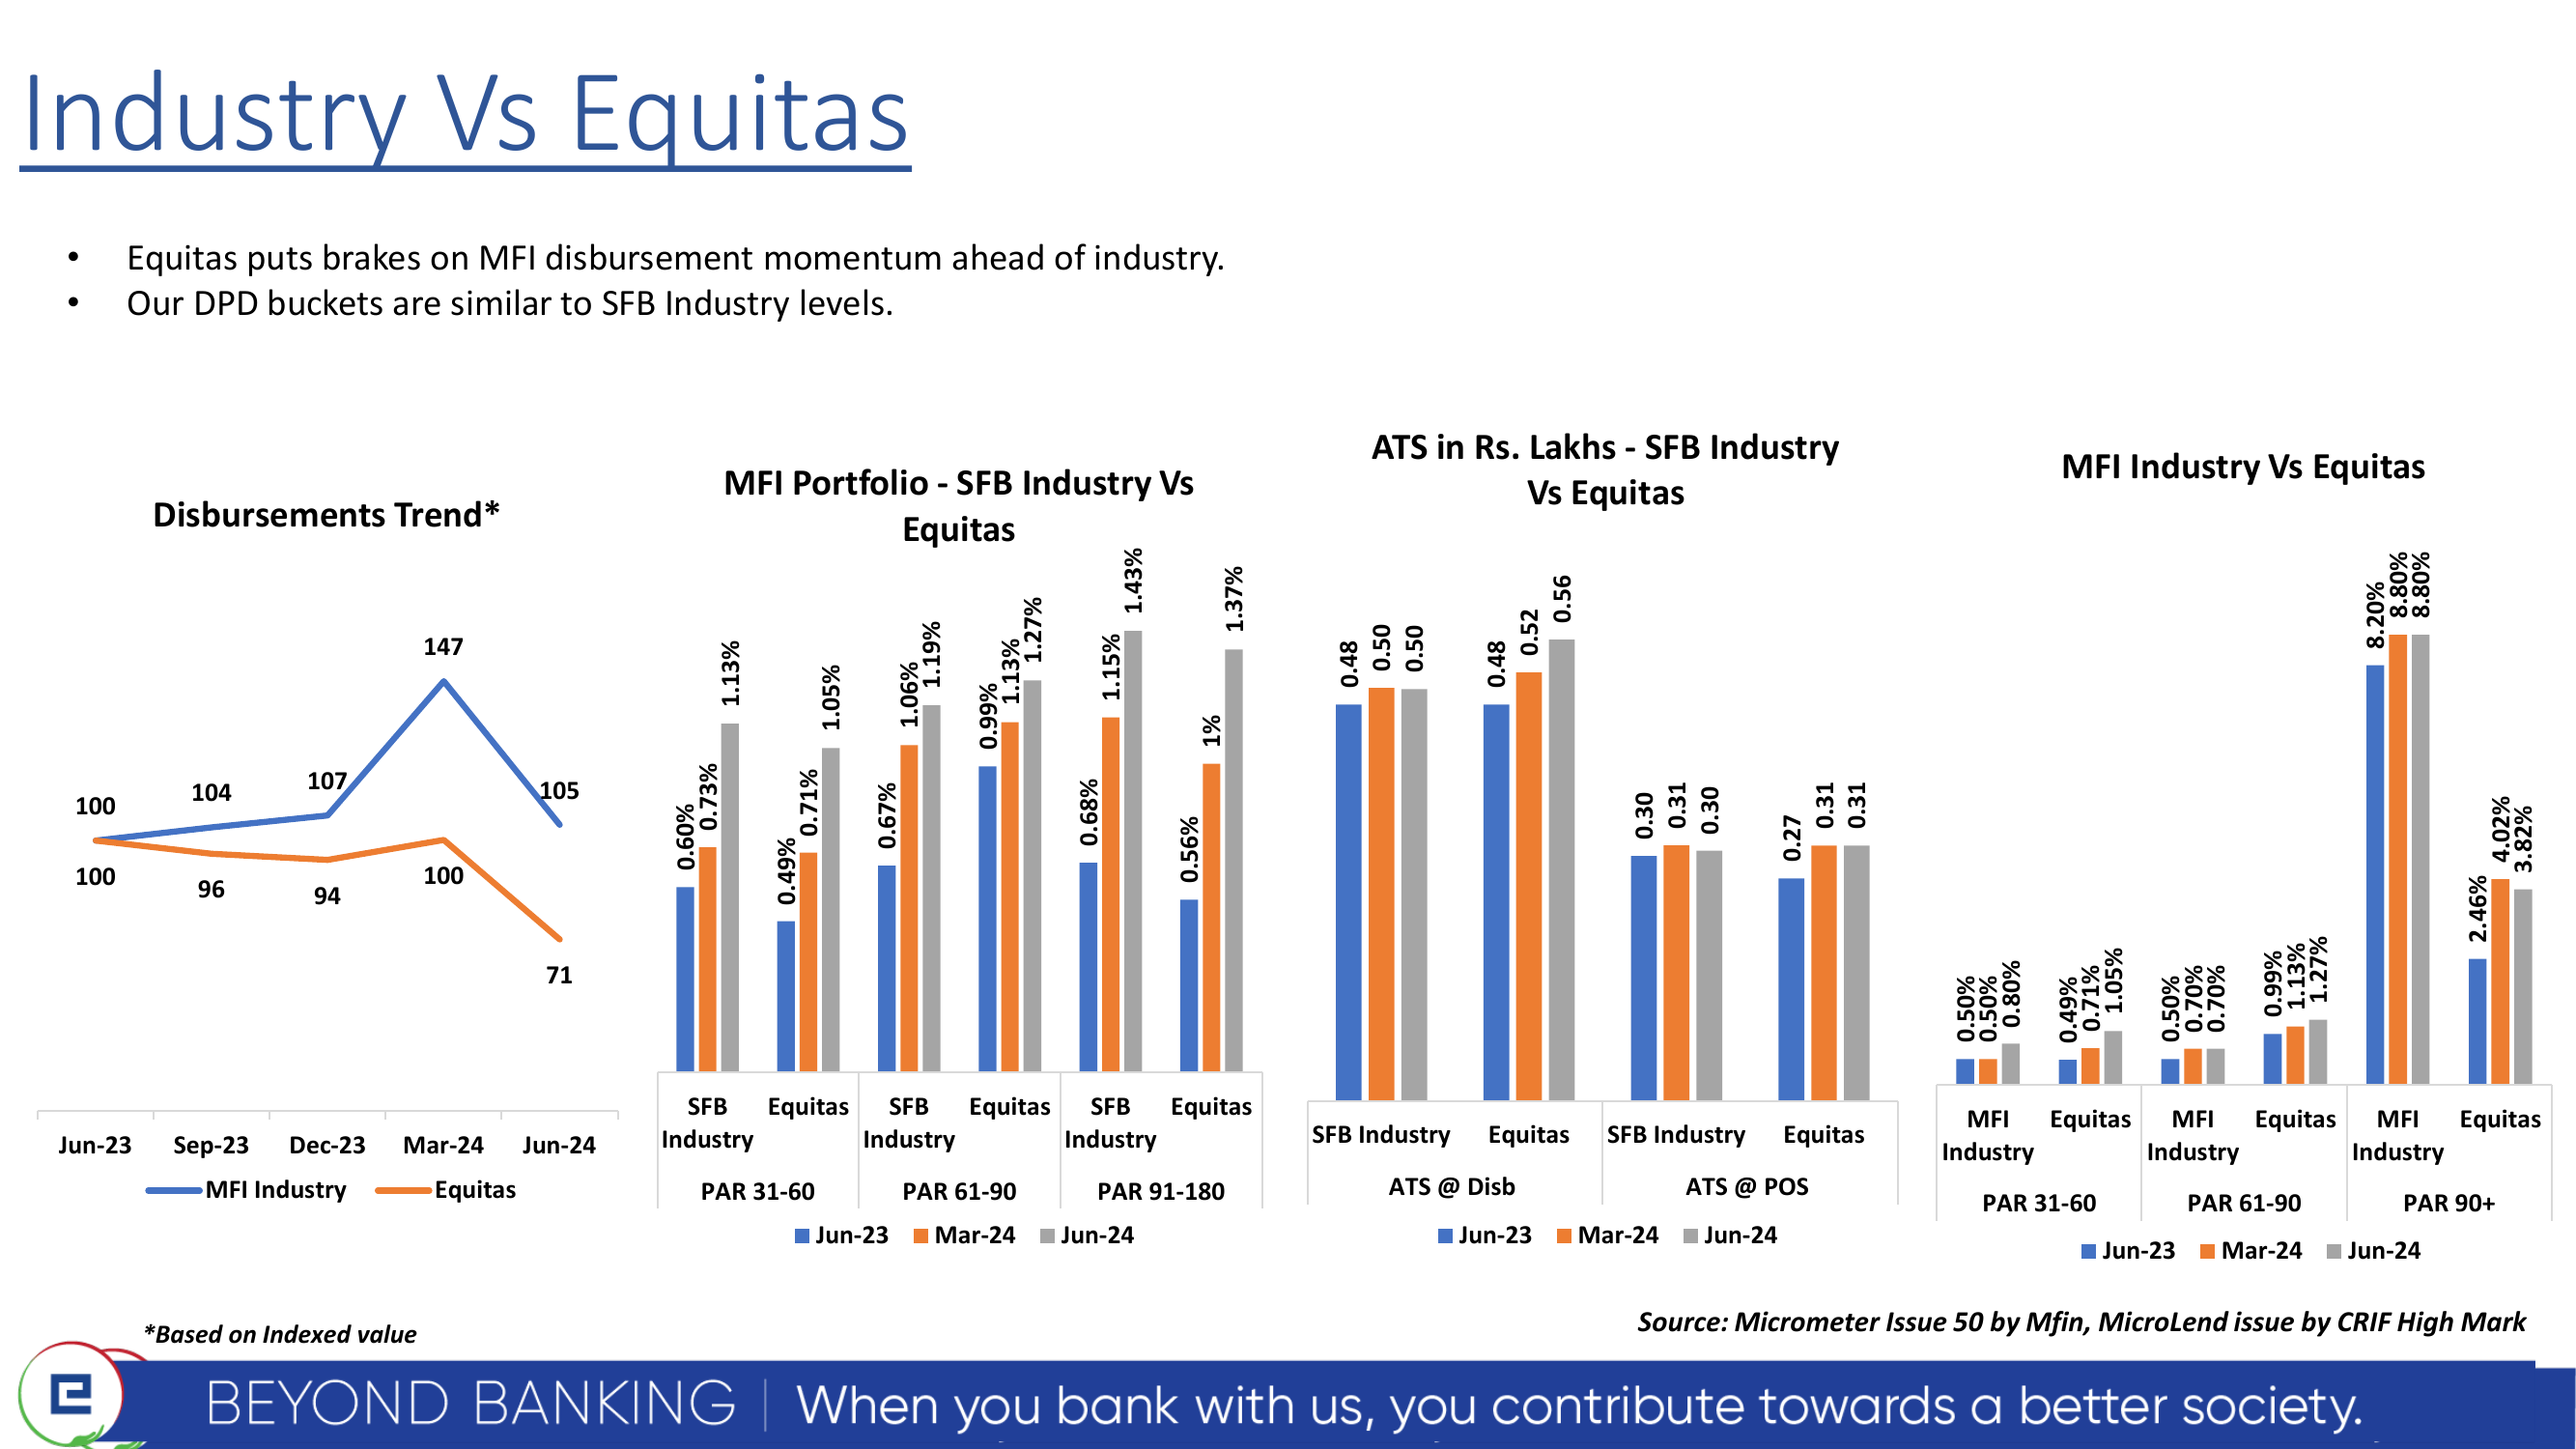 Industry Vs Equitas
• Equitas puts brakes on MFI disbursement momentum ahead of industry.
• Our DPD buckets are similar to SFB Industry levels.
Disbursements Trend*
147
100
104
107
105
100
96
94
100
71
Jun-23 Sep-23 Dec-23 Mar-24 Jun-24
MFI Industry Equitas
MFI Portfolio - SFB Industry Vs
Equitas
0.60% 0.73% 1.13% 0.49% 0.71% 1.05% 0.67% 1.06% 1.19% 0.99% 1.13% 1.27% 0.68% 1.15% 1.43% 0.56% 1% 1.37%
SFB Equitas SFB Equitas SFB Equitas
Industry Industry Industry
PAR 31-60 PAR 61-90 PAR 91-180
Jun-23 Mar-24 Jun-24
ATS in Rs. Lakhs - SFB Industry
Vs Equitas
0.48 0.50 0.50 0.48 0.52 0.56 0.30 0.31 0.30 0.27 0.31 0.31
SFB Industry Equitas SFB Industry Equitas
ATS @ Disb ATS @ POS
Jun-23 Mar-24 Jun-24
MFI Industry Vs Equitas
0.50% 0.50% 0.80% 0.49% 0.71% 1.05% 0.50% 0.70% 0.70% 0.99% 1.13% 1.27% 8.20% 8.80% 8.80% 2.46% 4.02% 3.82%
MFI Equitas MFI Equitas MFI Equitas
Industry Industry Industry
PAR 31-60 PAR 61-90 PAR 90+
Jun-23 Mar-24 Jun-24
*Based on Indexed value
Source: Micrometer Issue 50 by Mfin, MicroLend issue by CRIF High Mark
BEYOND BANKING | When you bank with us, you contribute towards a better society.